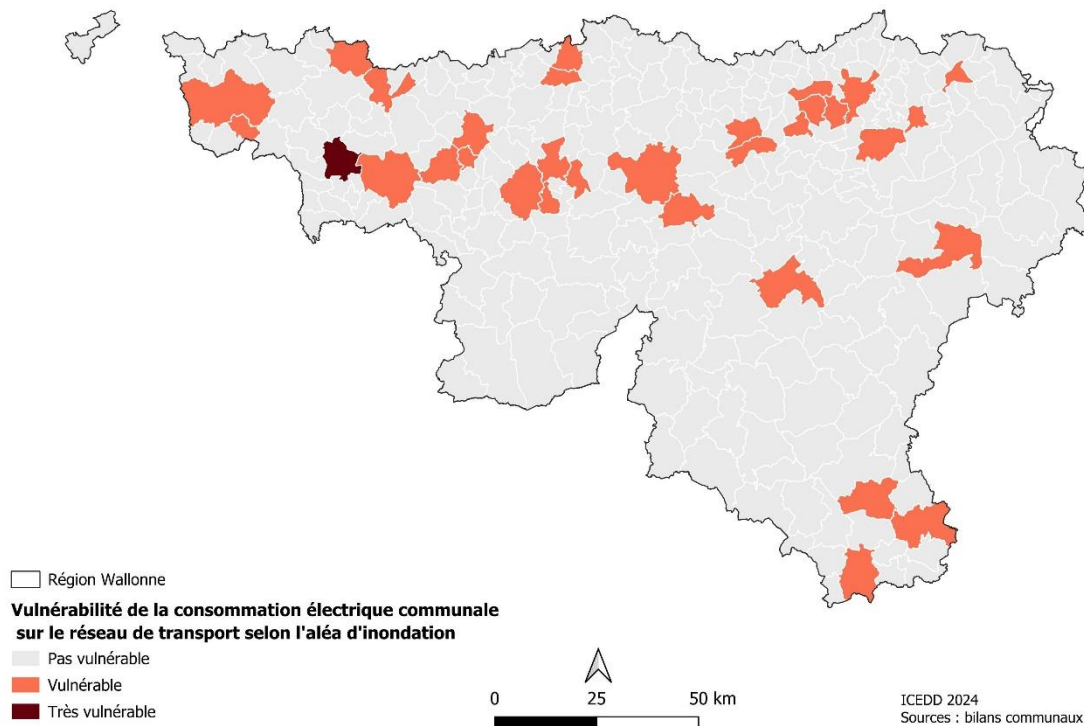 Région Wallonne
Vulnérabilité de la consommation électrique communale
sur le réseau de transport selon l'aléa d'inondation
Pas vulnérable
Vulnérable
Très vulnérable
0 25 50 km
ICEDD 2024
Sources : bilans communaux